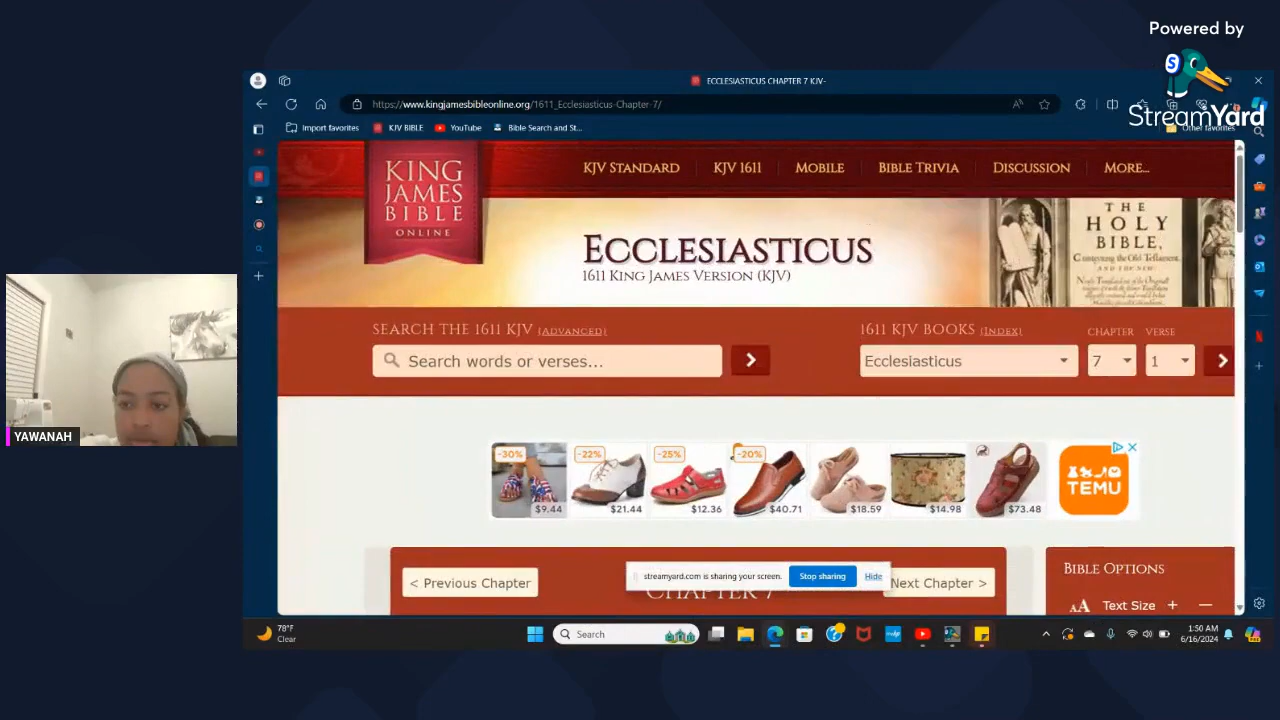 Powered by
StreamYard
ECCLESIASTICUS CHAPTER 7 KJV-
https://www.kingjamesbibleonline.org/1611_Ecclesiasticus-Chapter-7/
Import favorites
KJV BIBLE
YouTube
Bible Search and St...
Other favorites
KING
JAMES
BIBLE
ONLINE
KJV STANDARD
KJV 1611
MOBILE
BIBLE TRIVIA
DISCUSSION
MORE...
ECCLESIASTICUS
1611 KING JAMES VERSION (KJV)
THE
HOLY
BIBLE,
SEARCH THE 1611 KJV (ADVANCED)
Search words or verses...
1611 KJV BOOKS (INDEX)
CHAPTER
VERSE
Ecclesiasticus
7
1
-30%
-22%
-25%
-20%
$9.44
$21.44
$12.36
$40.71
$18.59
$14.98
$73.48
TEMU
YAWANAH
< Previous Chapter
CHAPTER 7
Next Chapter >
streamyard.com is sharing your screen.
Stop sharing
Hide
BIBLE OPTIONS
AA Text Size + —
78°F
Clear
Search
1:50 AM
6/16/2024